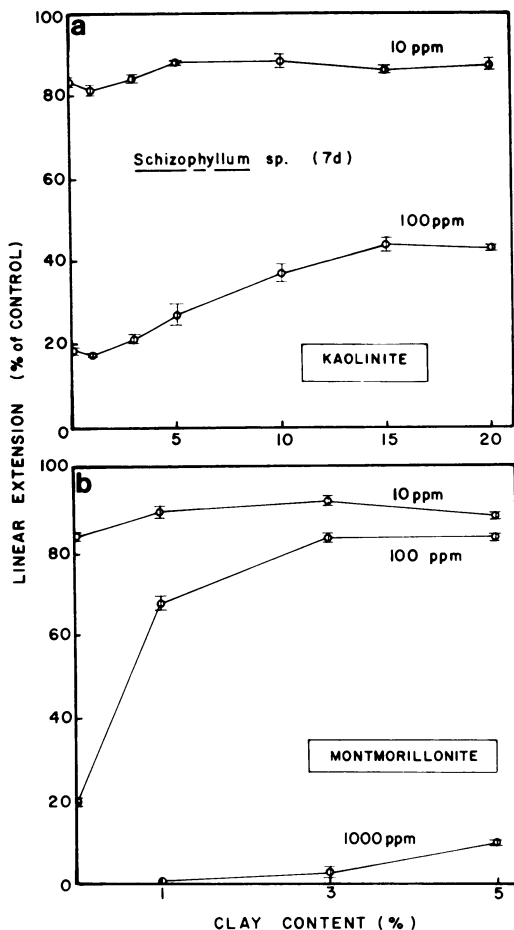 LINEAR EXTENSION (% of CONTROL)
a
100
80
60
40
20
0
10 ppm
Schizophyllum sp. (7d)
100 ppm
KAOLINITE
5
10
15
20
b
100
80
60
40
20
0
10 ppm
100 ppm
MONTMORILLONITE
1000 ppm
1
3
5
CLAY CONTENT (%)